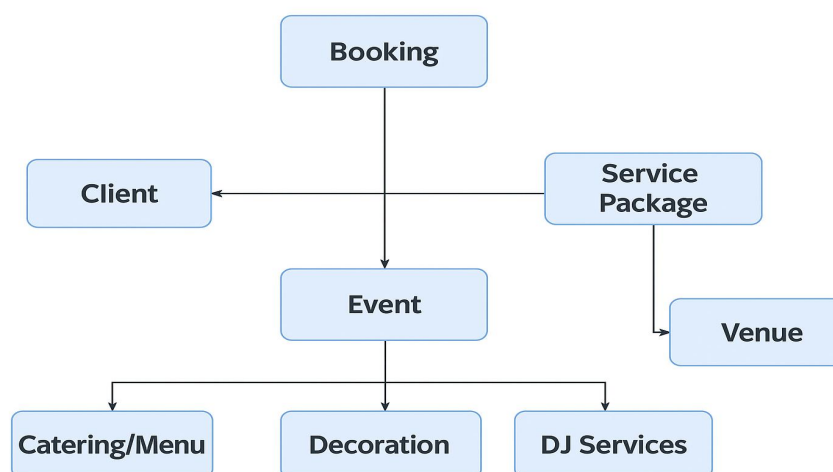 Booking
Client
Service
Package
Event
Venue
Catering/Menu
Decoration
DJ Services